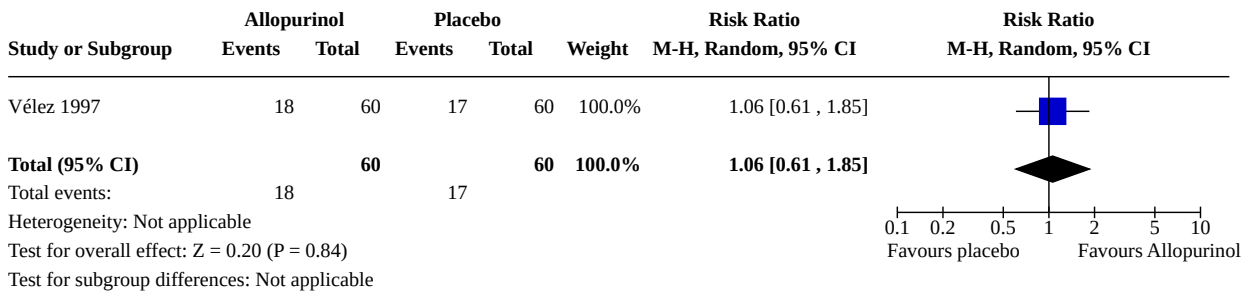 Allopurinol Placebo Risk Ratio Risk Ratio
Study or Subgroup Events Total Events Total Weight M-H, Random, 95% CI M-H, Random, 95% CI
Vélez 1997 18 60 17 60 100.0% 1.06 [0.61 , 1.85]
Total (95% CI) 60 60 100.0% 1.06 [0.61 , 1.85]
Total events: 18 17
Heterogeneity: Not applicable
Test for overall effect: Z = 0.20 (P = 0.84)
Test for subgroup differences: Not applicable
0.1 0.2 0.5 1 2 5 10
Favours placebo Favours Allopurinol